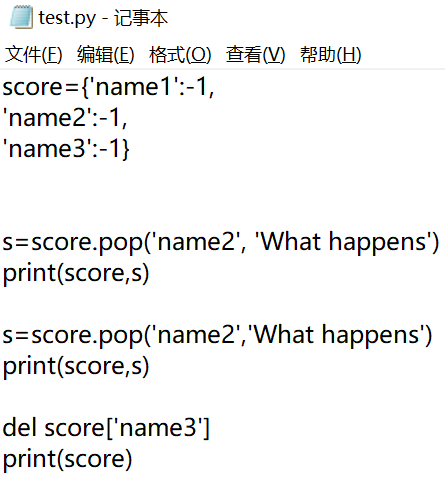 test.py - 记事本
文件(F) 编辑(E) 格式(O) 查看(V) 帮助(H)
score={'name1':-1,
'name2':-1,
'name3':-1}
s=score.pop('name2', 'What happens')
print(score,s)
s=score.pop('name2','What happens')
print(score,s)
del score['name3']
print(score)